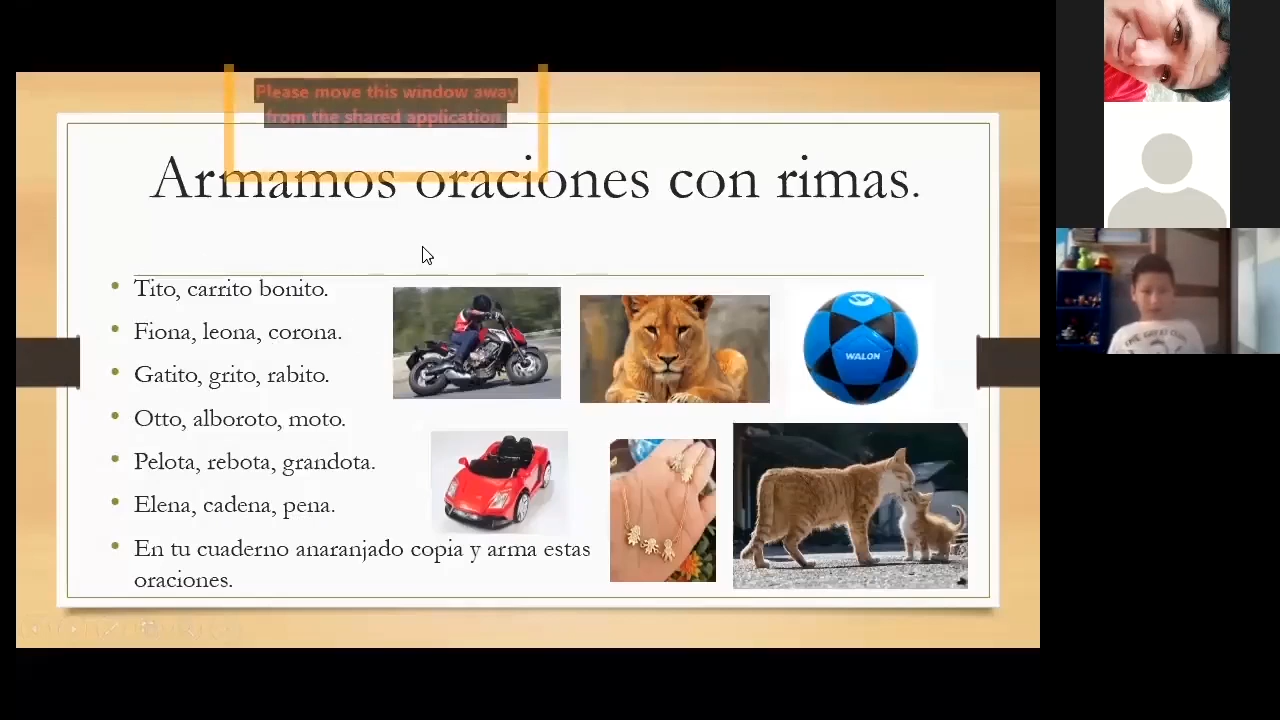 Please move this window away
from the shared application.
Armamos oraciones con rimas.
Tito, carrito bonito.
Fiona, leona, corona.
Gatito, grito, rabito.
Otto, alboroto, moto.
Pelota, rebota, grandota.
Elena, cadena, pena.
En tu cuaderno anaranjado copia y arma estas
oraciones.
WALON
THE GREAT